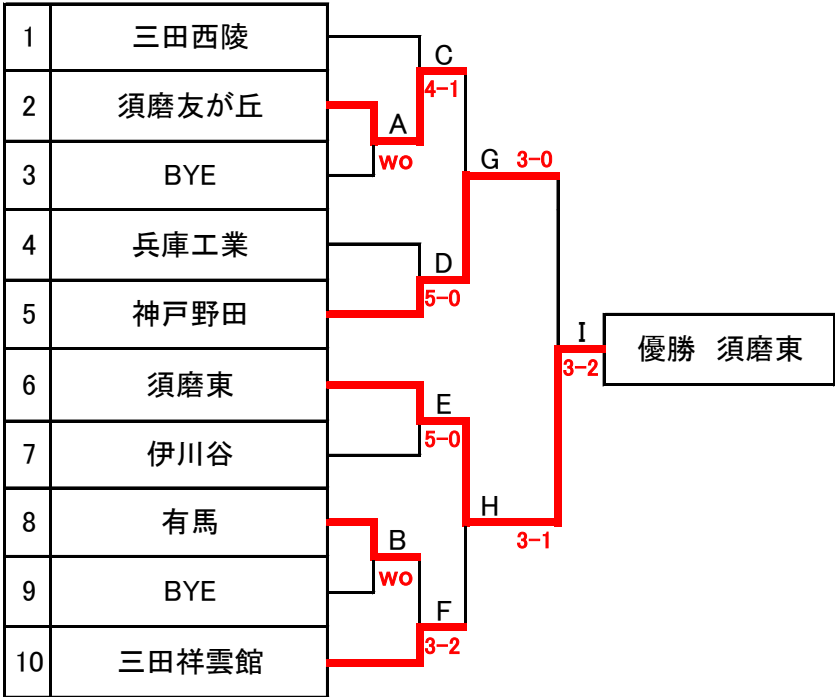 1 三田西陵
2 須磨友が丘
3 BYE
4 兵庫工業
5 神戸野田
6 須磨東
7 伊川谷
8 有馬
9 BYE
10 三田祥雲館
A
wo
B
wo
C
4-1
D
5-0
E
5-0
F
3-2
G 3-0
H
3-1
I
3-2
優勝 須磨東